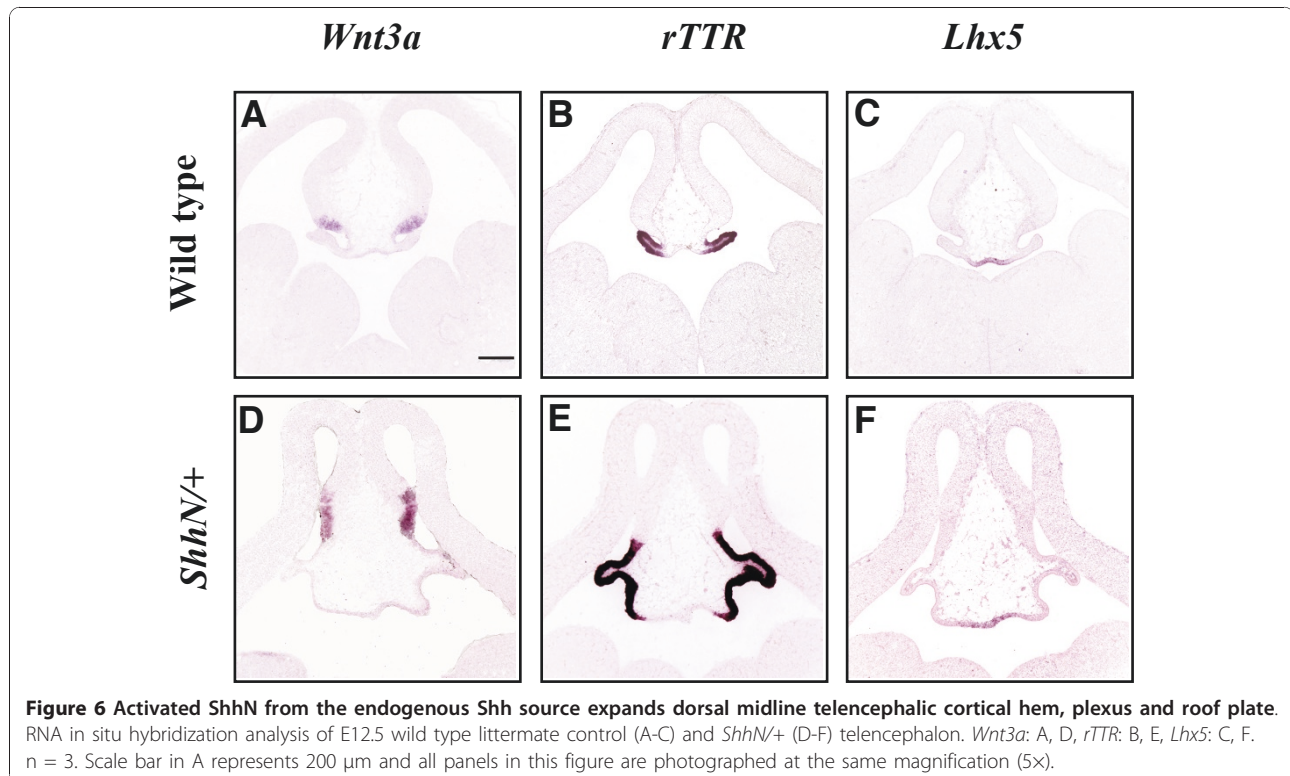 Wnt3a rTTR Lhx5
Wild type
A B C
ShhN/+
D E F
Figure 6 Activated ShhN from the endogenous Shh source expands dorsal midline telencephalic cortical hem, plexus and roof plate.
RNA in situ hybridization analysis of E12.5 wild type littermate control (A-C) and ShhN/+ (D-F) telencephalon. Wnt3a: A, D, rTTR: B, E, Lhx5: C, F.
n = 3. Scale bar in A represents 200 μm and all panels in this figure are photographed at the same magnification (5×).